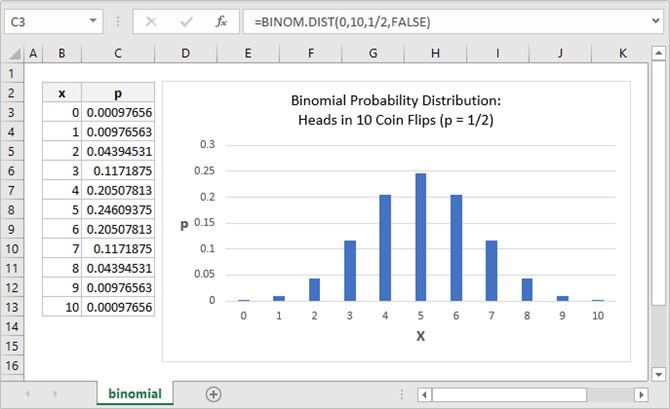 C3 =BINOM.DIST(0,10,1/2,FALSE)
A B C D E F G H I J K
1
2 x p
3 0 0.00097656
4 1 0.00976563
5 2 0.04394531
6 3 0.1171875
7 4 0.20507813
8 5 0.24609375
9 6 0.20507813
10 7 0.1171875
11 8 0.04394531
12 9 0.00976563
13 10 0.00097656
14
15
16
Binomial Probability Distribution:
Heads in 10 Coin Flips (p = 1/2)
0.3
0.25
0.2
0.15
0.1
0.05
0
p
0 1 2 3 4 5 6 7 8 9 10
X
binomial